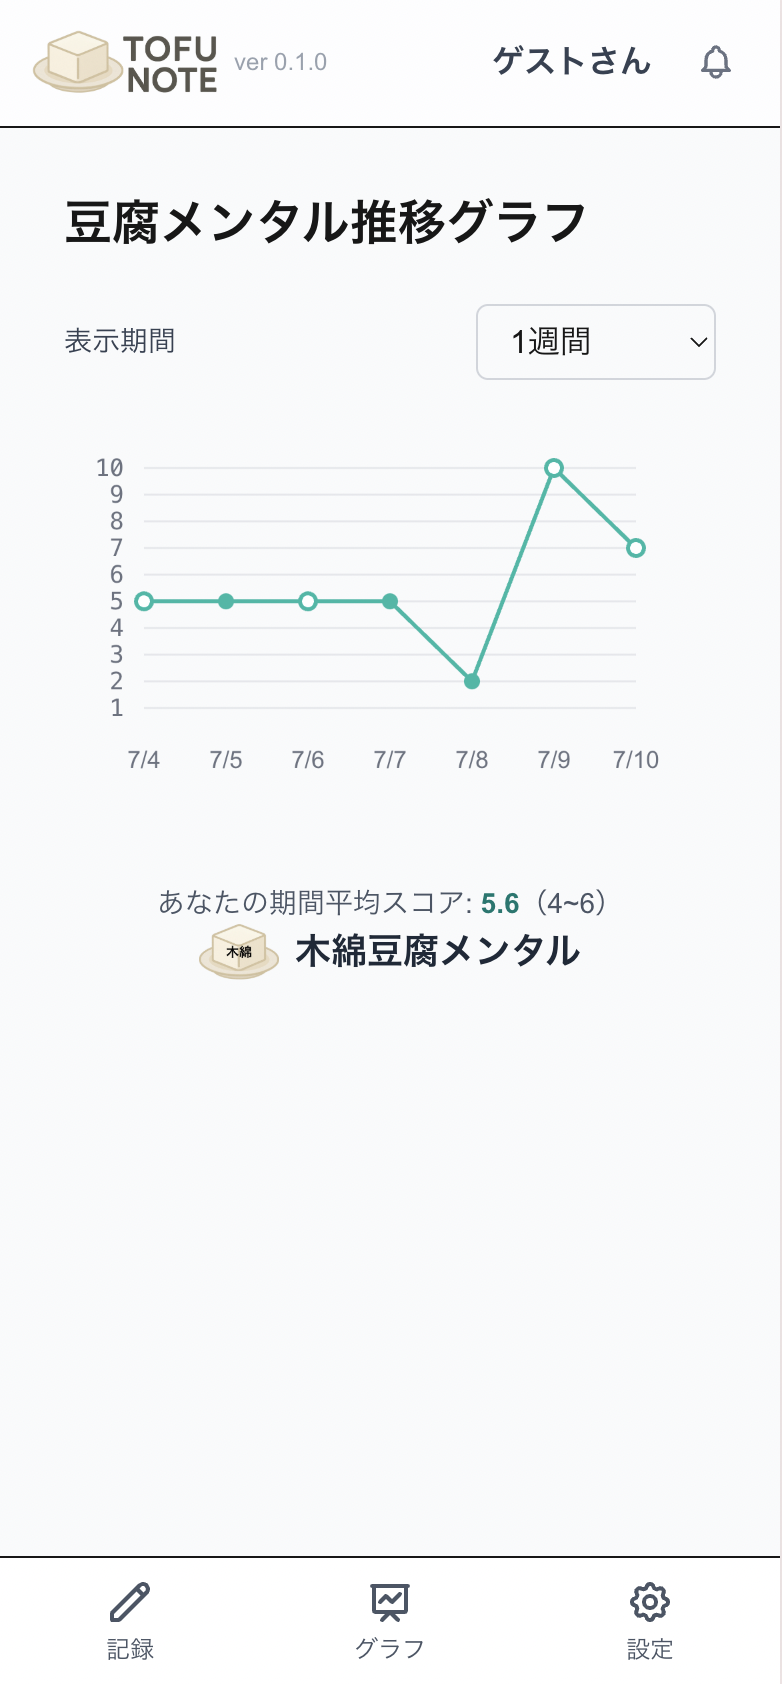 TOFU
NOTE
ver 0.1.0
ゲストさん
豆腐メンタル推移グラフ
表示期間
1週間
10
9
8
7
6
5
4
3
2
1
7/4 7/5 7/6 7/7 7/8 7/9 7/10
あなたの期間平均スコア: 5.6（4~6）
木綿
木綿豆腐メンタル
記録
グラフ
設定